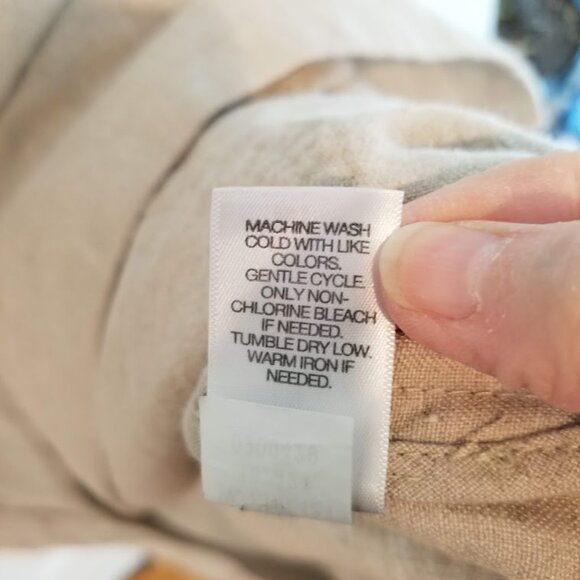 MACHINE WASH
COLD WITH LIKE
COLORS.
GENTLE CYCLE.
ONLY NON-
CHLORINE BLEACH
IF NEEDED.
TUMBLE DRY LOW.
WARM IRON IF
NEEDED.